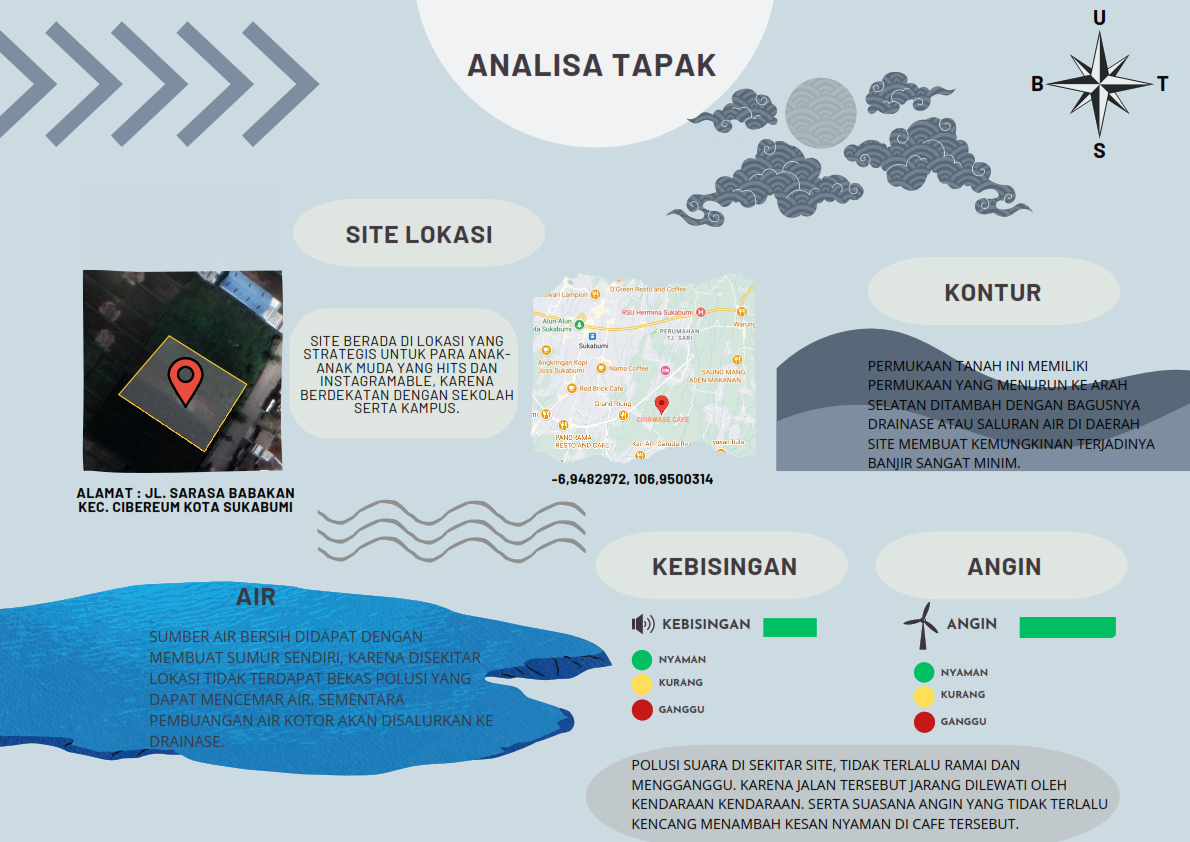 ANALISA TAPAK
U
B
T
S
SITE LOKASI
SITE BERADA DI LOKASI YANG
STRATEGIS UNTUK PARA ANAK-
ANAK MUDA YANG HITS DAN
INSTAGRAMABLE, KARENA
BERDEKATAN DENGAN SEKOLAH
SERTA KAMPUS.
ALAMAT : JL. SARASA BABAKAN
KEC. CIBEREUM KOTA SUKABUMI
D'Green Resto and Coffee
RSU Hermina Sukabumi
Alun-Alun
Sukabumi
PERUMAHAN
TJ. SARI
Angkringan Kopi
Joss Sukabumi
Nama Coffee
SAUNG MANG
ADEN MAKANAN
Red Brick Cafe
Grand Riung
CHIAWASE CAFE
PANORAMA
RESTO AND CAFE
-6,9482972, 106,9500314
KONTUR
PERMUKAAN TANAH INI MEMILIKI
PERMUKAAN YANG MENURUN KE ARAH
SELATAN DITAMBAH DENGAN BAGUSNYA
DRAINASE ATAU SALURAN AIR DI DAERAH
SITE MEMBUAT KEMUNGKINAN TERJADINYA
BANJIR SANGAT MINIM.
AIR
SUMBER AIR BERSIH DIDAPAT DENGAN
MEMBUAT SUMUR SENDIRI, KARENA DISEKITAR
LOKASI TIDAK TERDAPAT BEKAS POLUSI YANG
DAPAT MENCEMAR AIR. SEMENTARA
PEMBUANGAN AIR KOTOR AKAN DISALURKAN KE
DRAINASE.
KEBISINGAN
KEBISINGAN
NYAMAN
KURANG
GANGGU
ANGIN
ANGIN
NYAMAN
KURANG
GANGGU
POLUSI SUARA DI SEKITAR SITE, TIDAK TERLALU RAMAI DAN
MENGGANGGU. KARENA JALAN TERSEBUT JARANG DILEWATI OLEH
KENDARAAN KENDARAAN. SERTA SUASANA ANGIN YANG TIDAK TERLALU
KENCANG MENAMBAH KESAN NYAMAN DI CAFE TERSEBUT.